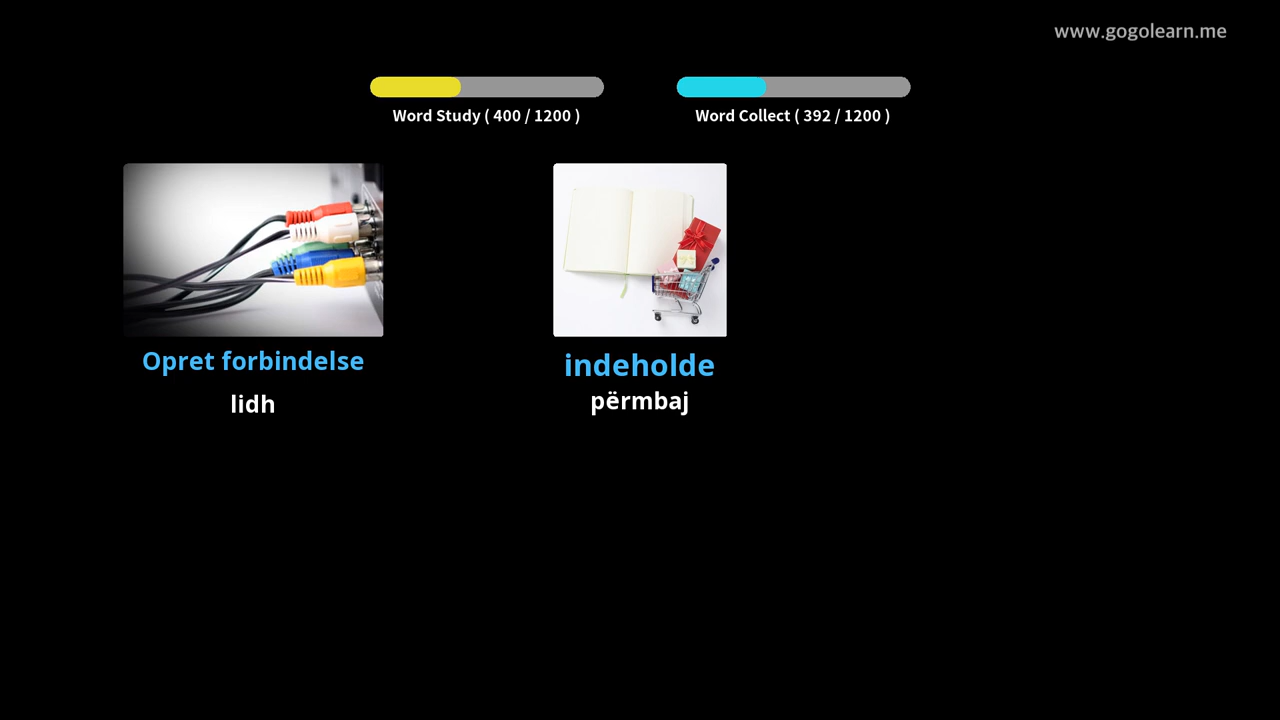 www.gogolearn.me
Word Study ( 400 / 1200 )
Word Collect ( 392 / 1200 )
Opret forbindelse
lidh
indeholde
përmbaj